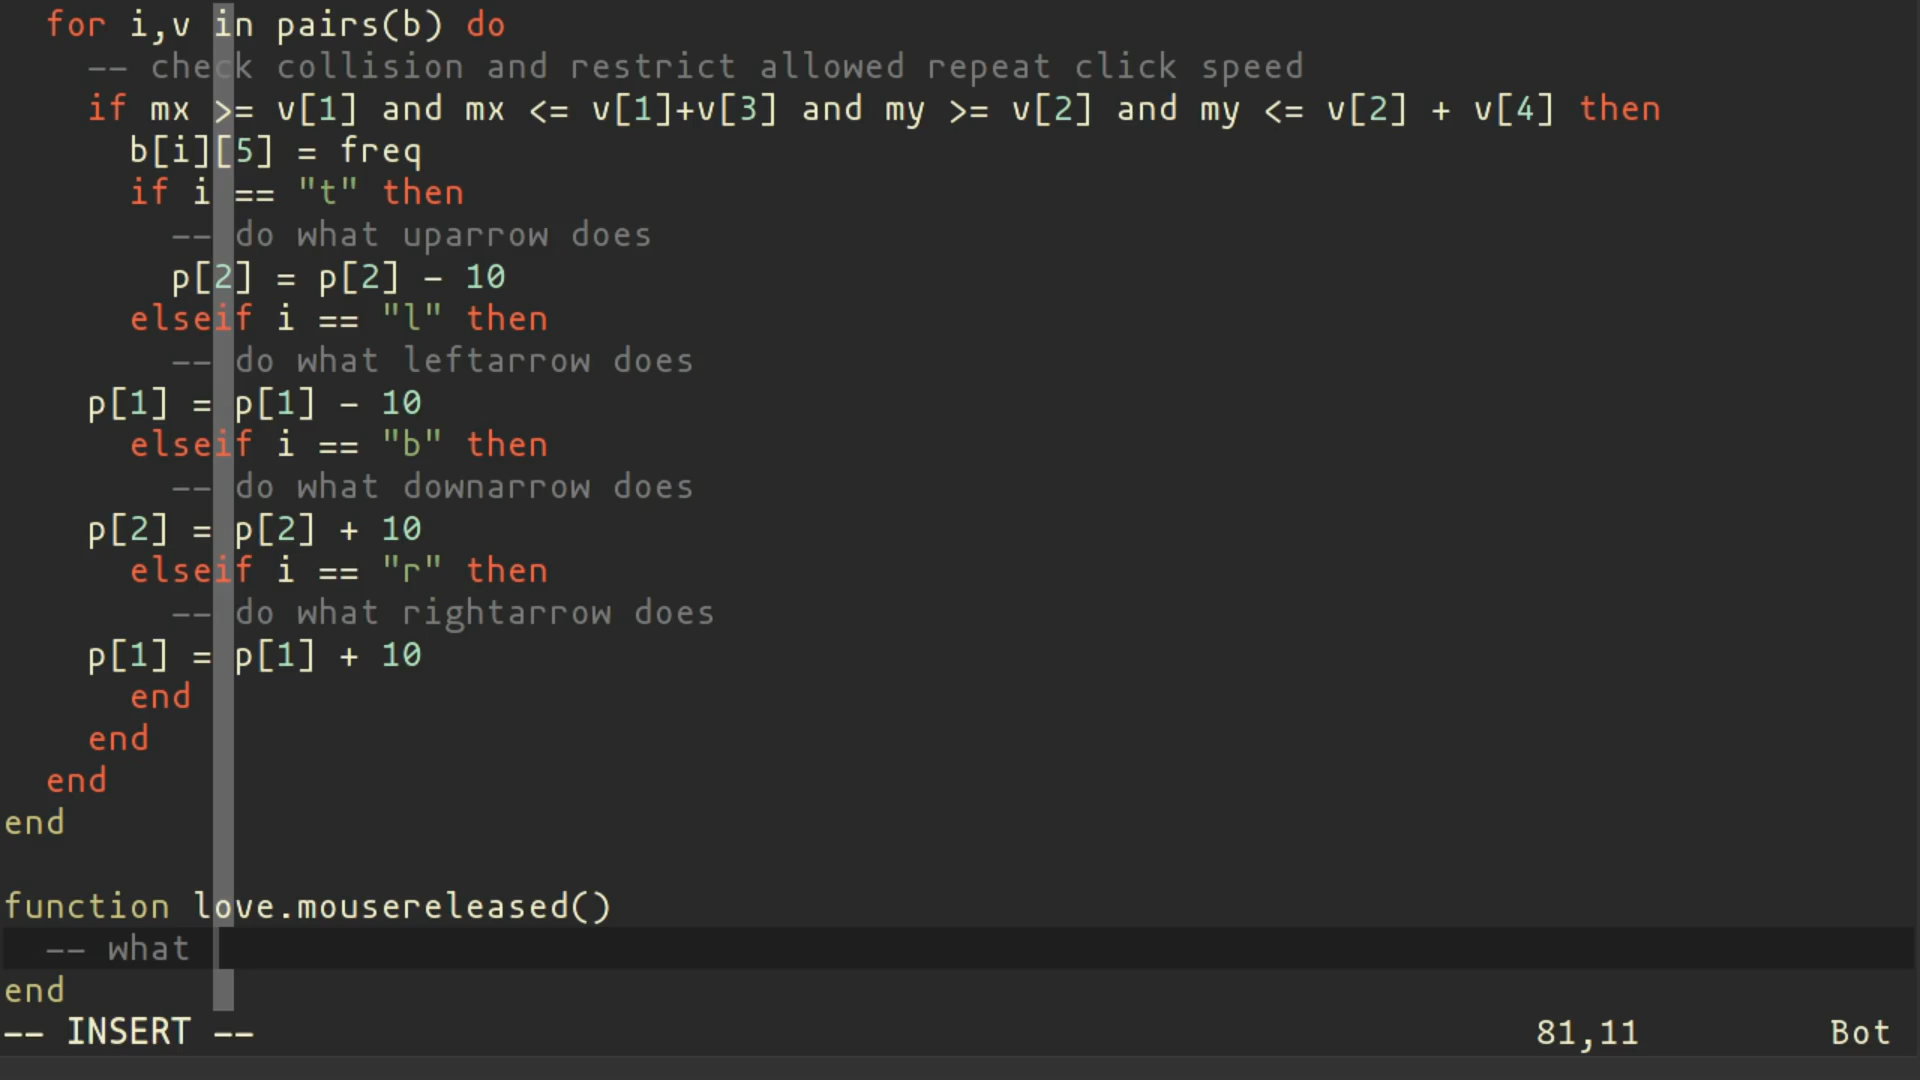 for i,v in pairs(b) do
-- check collision and restrict allowed repeat click speed
if mx >= v[1] and mx <= v[1]+v[3] and my >= v[2] and my <= v[2] + v[4] then
b[i][5] = freq
if i == "t" then
-- do what uparrow does
p[2] = p[2] - 10
elseif i == "l" then
-- do what leftarrow does
p[1] = p[1] - 10
elseif i == "b" then
-- do what downarrow does
p[2] = p[2] + 10
elseif i == "r" then
-- do what rightarrow does
p[1] = p[1] + 10
end
end
end
end
function love.mousereleased()
-- what
end
-- INSERT -- 81,11 Bot